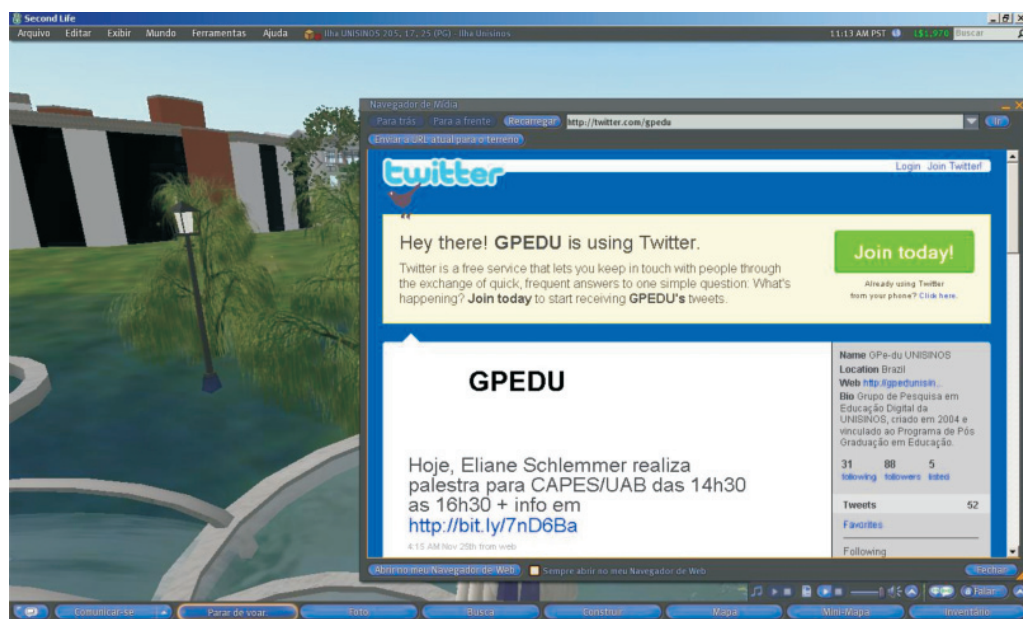 Second Life
Arquivo Editar Exibir Mundo Ferramentas Ajuda Ilha UNISINOS 205, 17, 25 (PG) - Ilha Unisinos 11:13 AM PST L$1,970 Buscar
Navegador de Mídia
Para trás Para a frente Recarregar http://twitter.com/gpedu Ir
Enviar a URL atual para o terreno
twitter
Login Join Twitter!
Hey there! GPEDU is using Twitter.
Twitter is a free service that lets you keep in touch with people through
the exchange of quick, frequent answers to one simple question: What's
happening? Join today to start receiving GPEDU's tweets.
Join today!
Already using Twitter
from your phone? Click here.
GPEDU
Hoje, Eliane Schlemmer realiza
palestra para CAPES/UAB das 14h30
as 16h30 + info em
http://bit.ly/7nD6Ba
4:15 AM Nov 25th from web
Name GPe-du UNISINOS
Location Brazil
Web http://gpedunisin...
Bio Grupo de Pesquisa em
Educação Digital da
UNISINOS, criado em 2004 e
vinculado ao Programa de Pós
Graduação em Educação.
31 88 5
following followers listed
Tweets 52
Favorites
Following
Abrir no meu Navegador de Web Sempre abrir no meu Navegador de Web Fechar
Falar
Comunicar-se Parar de voar Foto Busca Construir Mapa Mini-Mapa Inventário